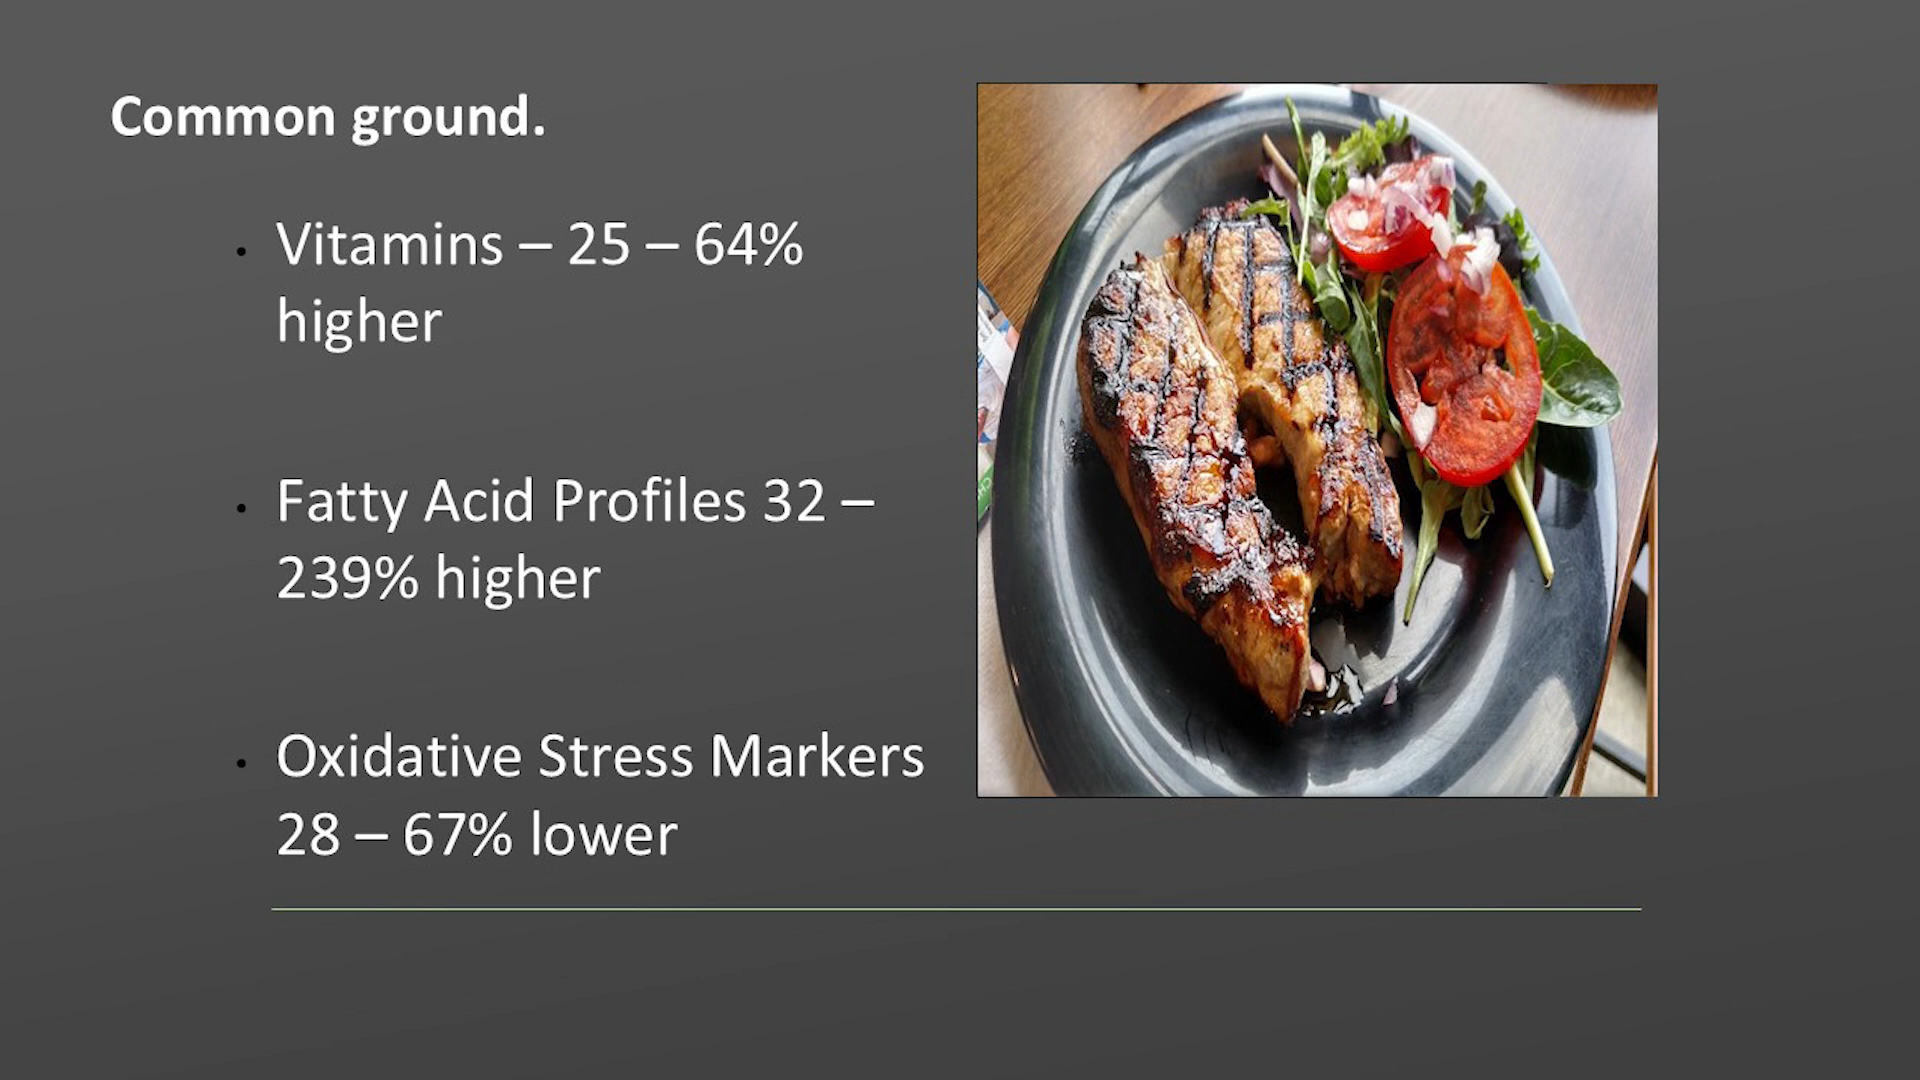 Common ground.
• Vitamins – 25 – 64%
higher
• Fatty Acid Profiles 32 –
239% higher
• Oxidative Stress Markers
28 – 67% lower